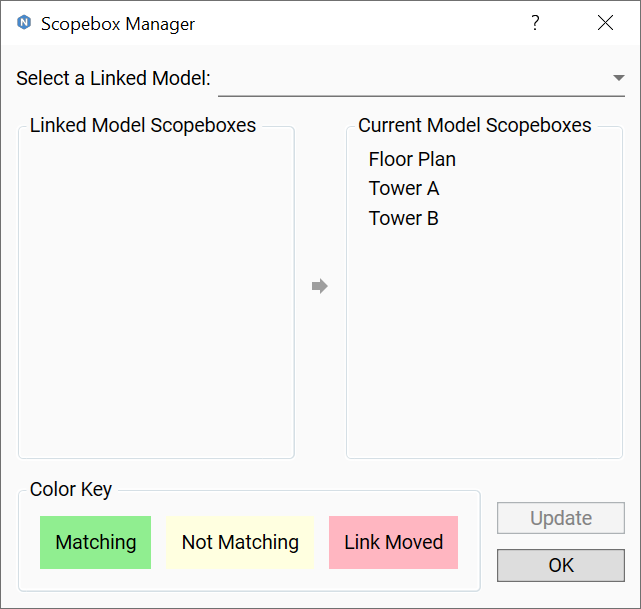 Scopebox Manager
?
Select a Linked Model:
Linked Model Scopeboxes
Current Model Scopeboxes
Floor Plan
Tower A
Tower B
Color Key
Matching
Not Matching
Link Moved
Update
OK